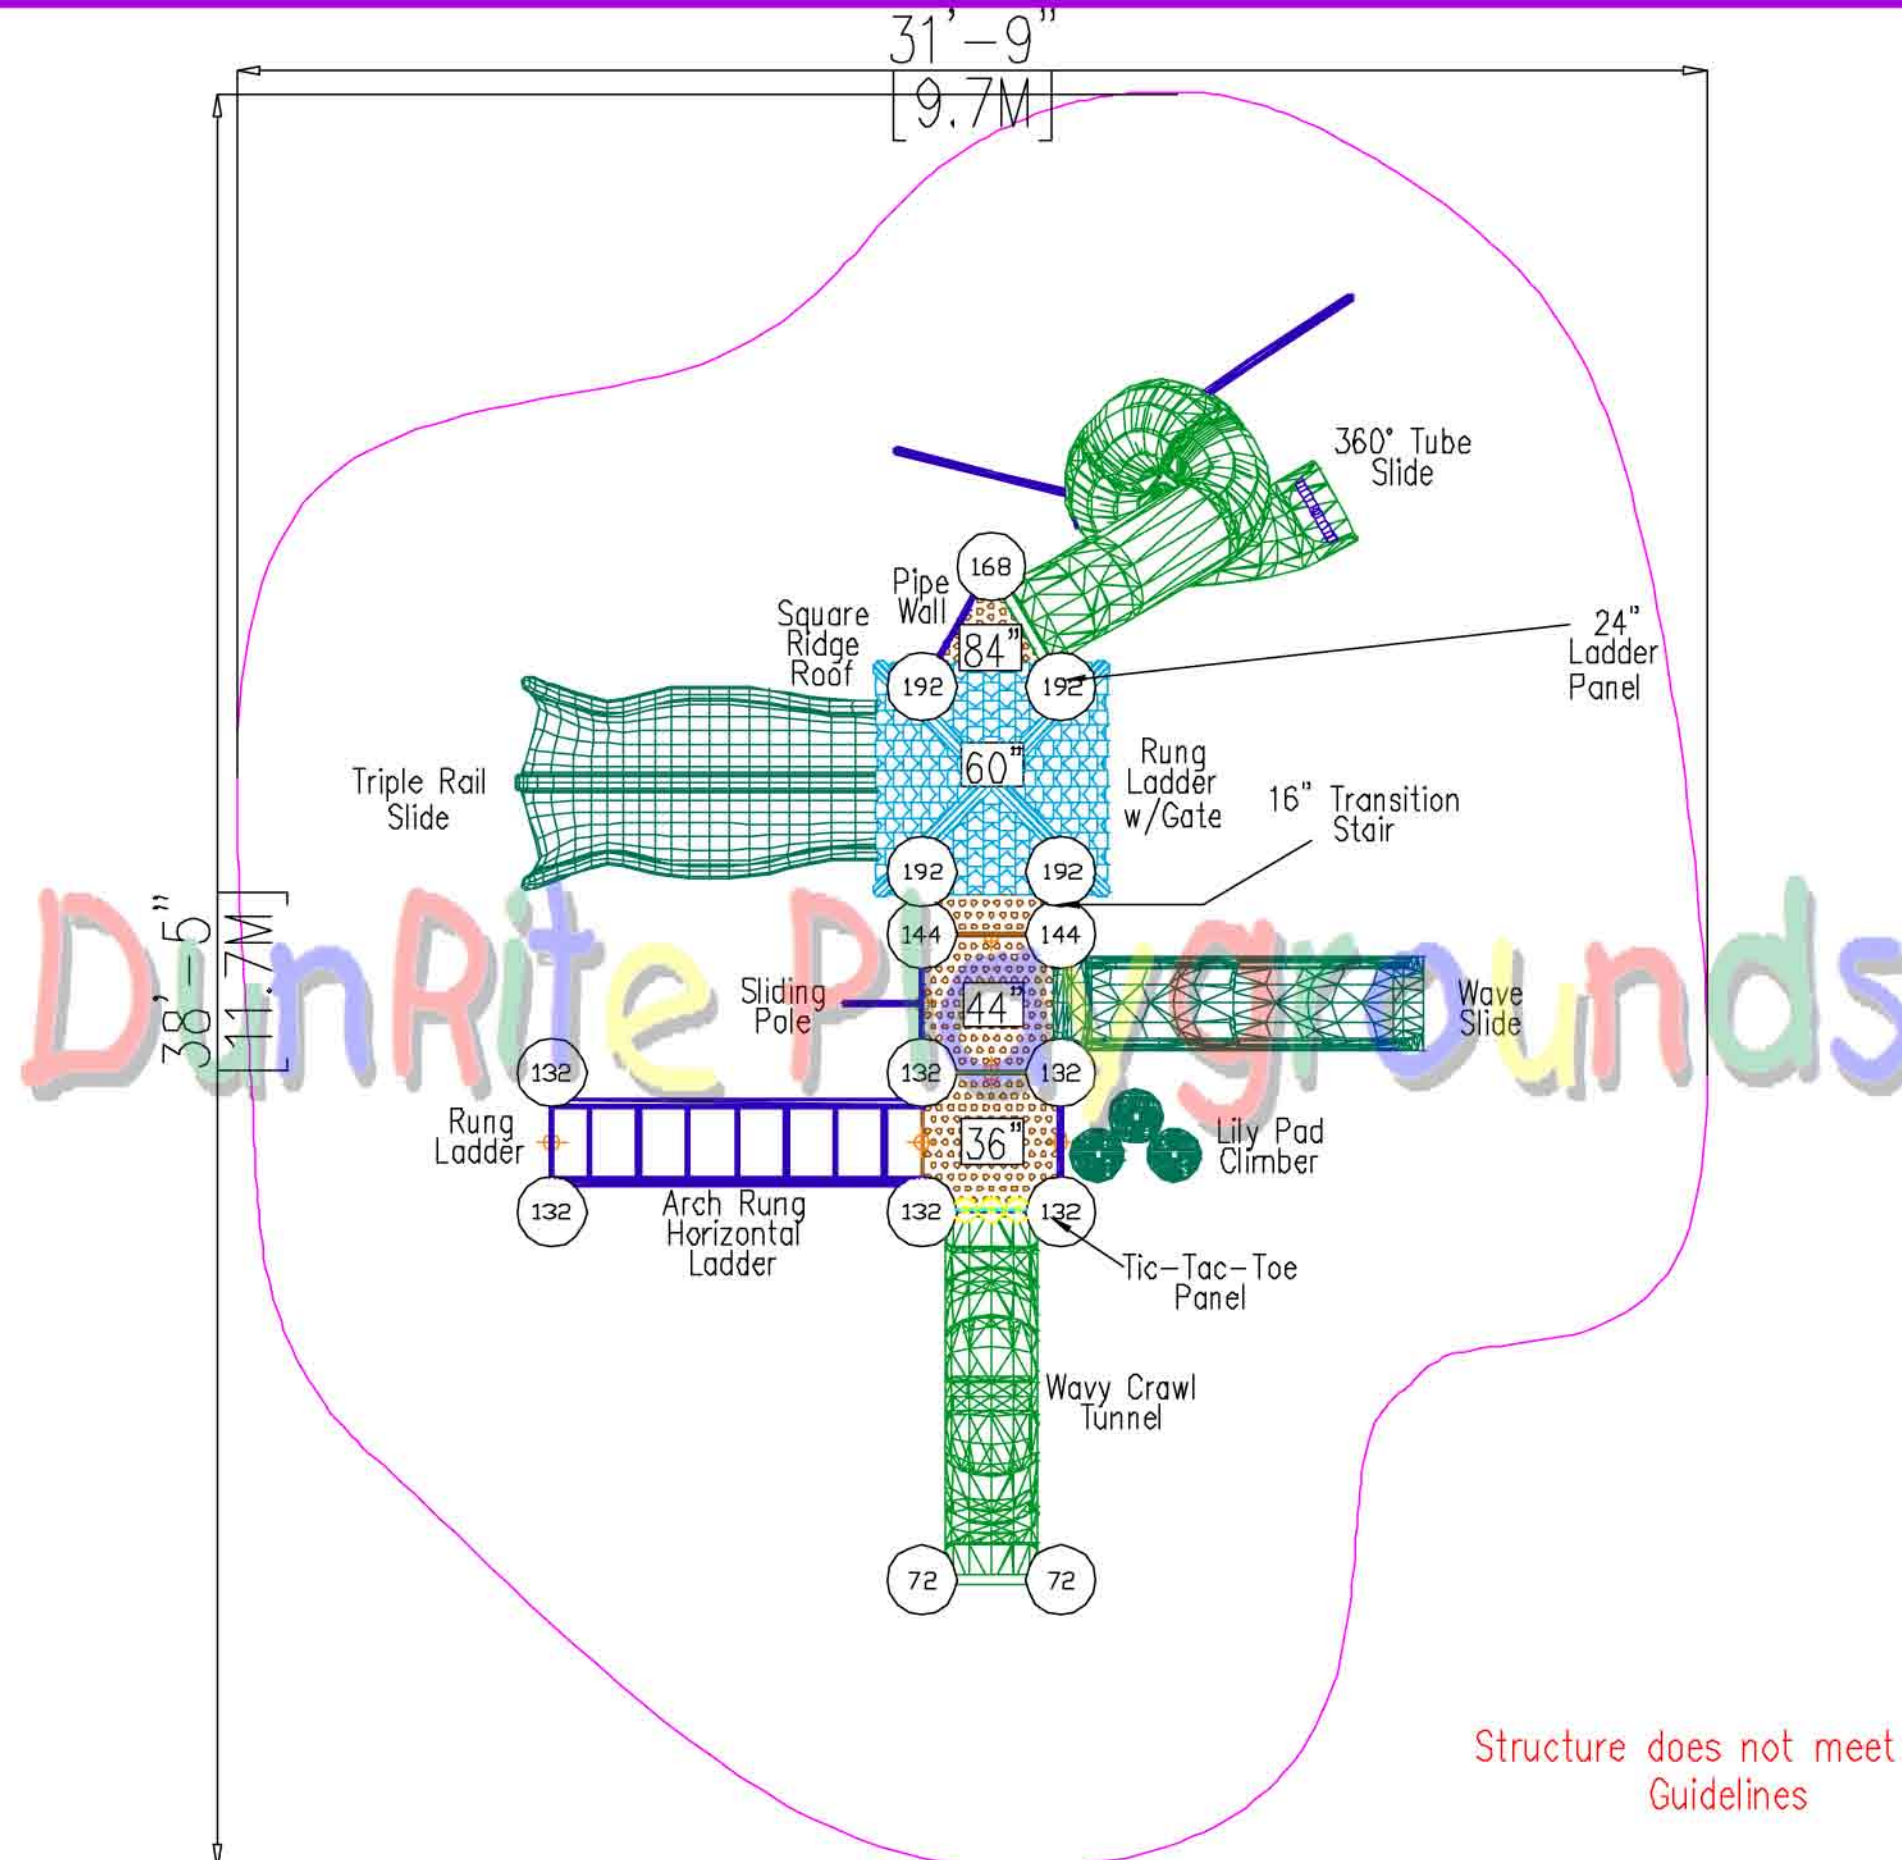 31'-9"
[9.7M]
360° Tube
Slide
168
Pipe
Wall
Square
Ridge
Roof
84"
24"
Ladder
Panel
192
192
60"
Rung
Ladder
w/Gate
Triple Rail
Slide
16" Transition
Stair
192
192
38'-5"
[11.7M]
DunRite Playgrounds
144
144
Sliding
Pole
44"
Wave
Slide
132
132
132
Rung
Ladder
36"
Lily Pad
Climber
132
132
132
Arch Rung
Horizontal
Ladder
Tic-Tac-Toe
Panel
Wavy Crawl
Tunnel
72
72
Structure does not meet
Guidelines